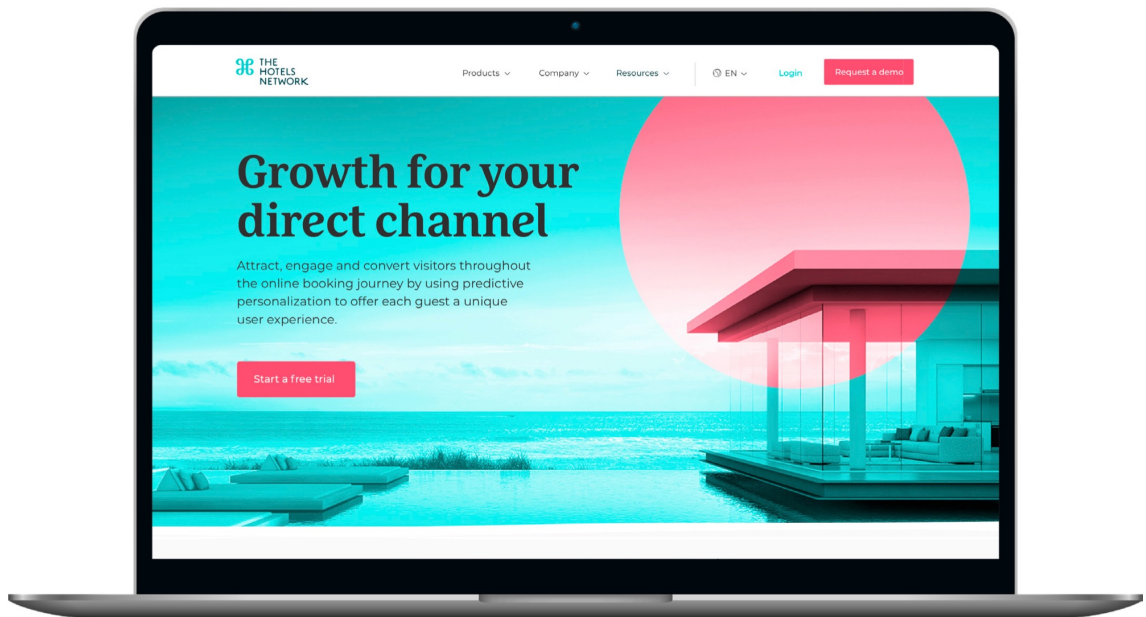 THE
HOTELS
NETWORK
Products
Company
Resources
EN
Login
Request a demo
Growth for your
direct channel
Attract, engage and convert visitors throughout
the online booking journey by using predictive
personalization to offer each guest a unique
user experience.
Start a free trial